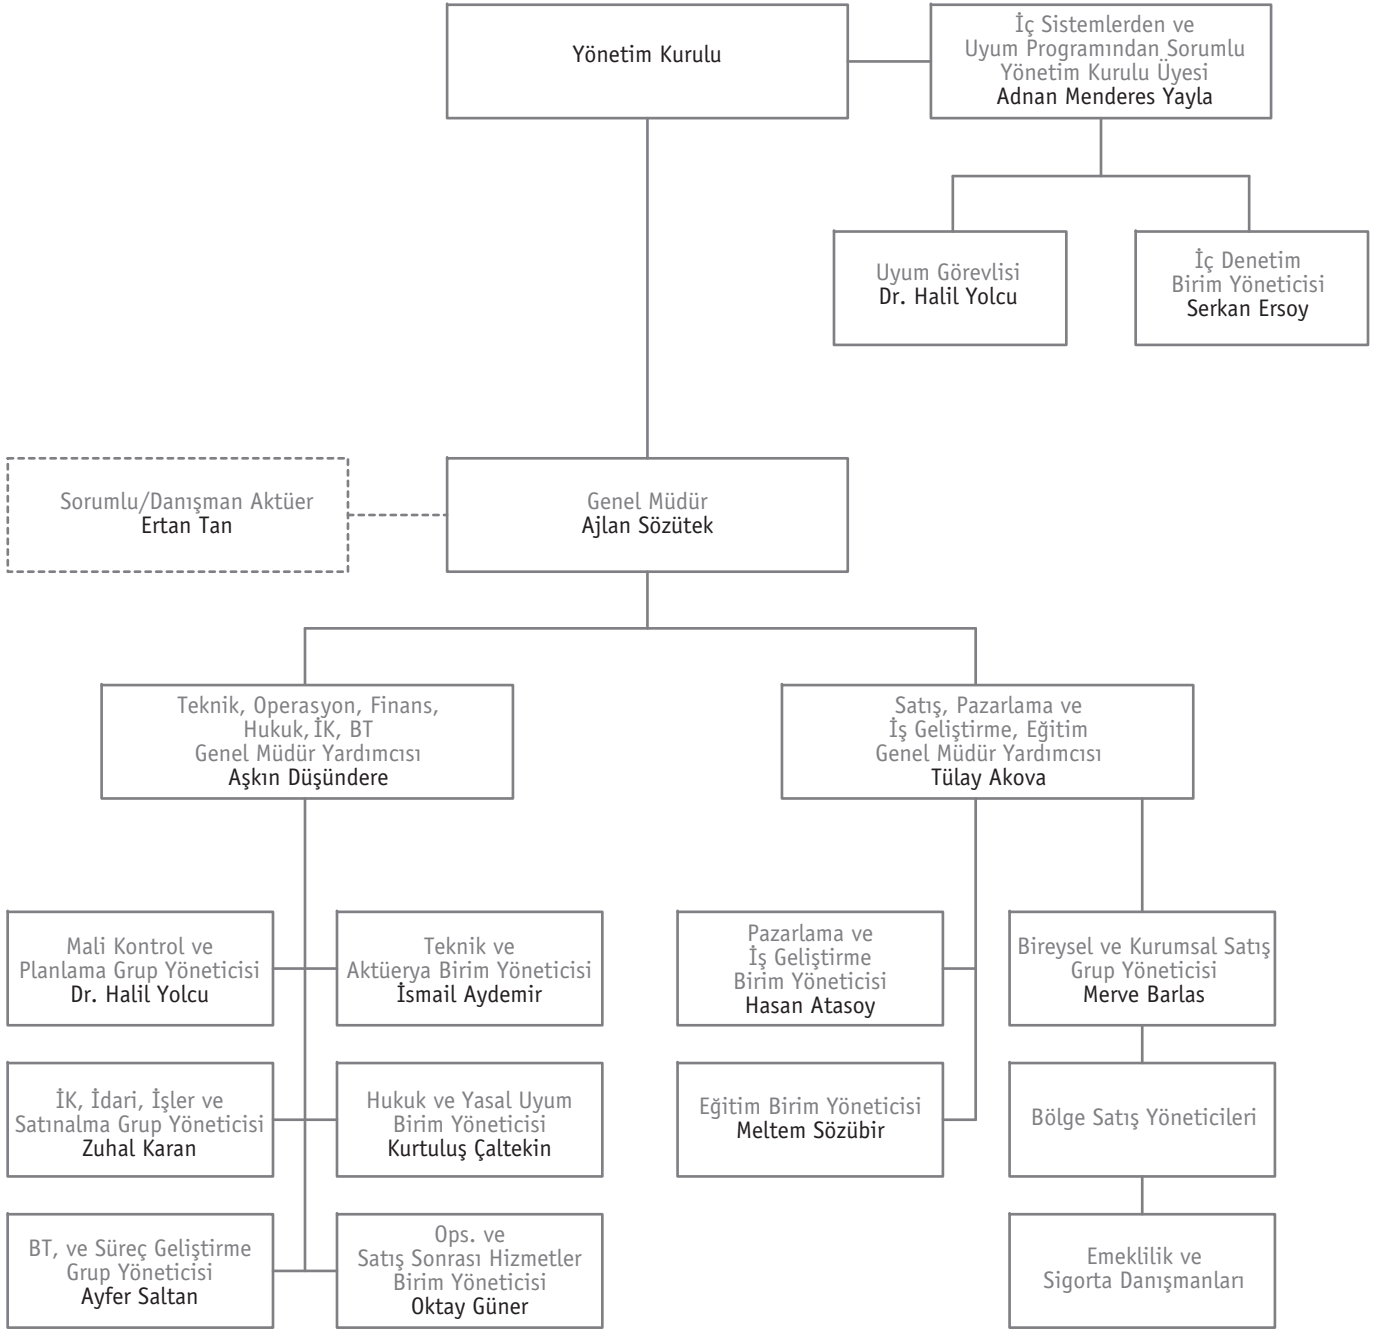 Yönetim Kurulu
İç Sistemlerden ve
Uyum Programından Sorumlu
Yönetim Kurulu Üyesi
Adnan Menderes Yayla
Uyum Görevlisi
Dr. Halil Yolcu
İç Denetim
Birim Yöneticisi
Serkan Ersoy
Sorumlu/Danışman Aktüer
Ertan Tan
Genel Müdür
Ajlan Sözütek
Teknik, Operasyon, Finans,
Hukuk, İK, BT
Genel Müdür Yardımcısı
Aşkın Düşündere
Satış, Pazarlama ve
İş Geliştirme, Eğitim
Genel Müdür Yardımcısı
Tülay Akova
Mali Kontrol ve
Planlama Grup Yöneticisi
Dr. Halil Yolcu
Teknik ve
Aktüerya Birim Yöneticisi
İsmail Aydemir
Pazarlama ve
İş Geliştirme
Birim Yöneticisi
Hasan Atasoy
Bireysel ve Kurumsal Satış
Grup Yöneticisi
Merve Barlas
İK, İdari, İşler ve
Satınalma Grup Yöneticisi
Zuhal Karan
Hukuk ve Yasal Uyum
Birim Yöneticisi
Kurtuluş Çaltekin
Eğitim Birim Yöneticisi
Meltem Sözübir
Bölge Satış Yöneticileri
BT, ve Süreç Geliştirme
Grup Yöneticisi
Ayfer Saltan
Ops. ve
Satış Sonrası Hizmetler
Birim Yöneticisi
Oktay Güner
Emeklilik ve
Sigorta Danışmanları